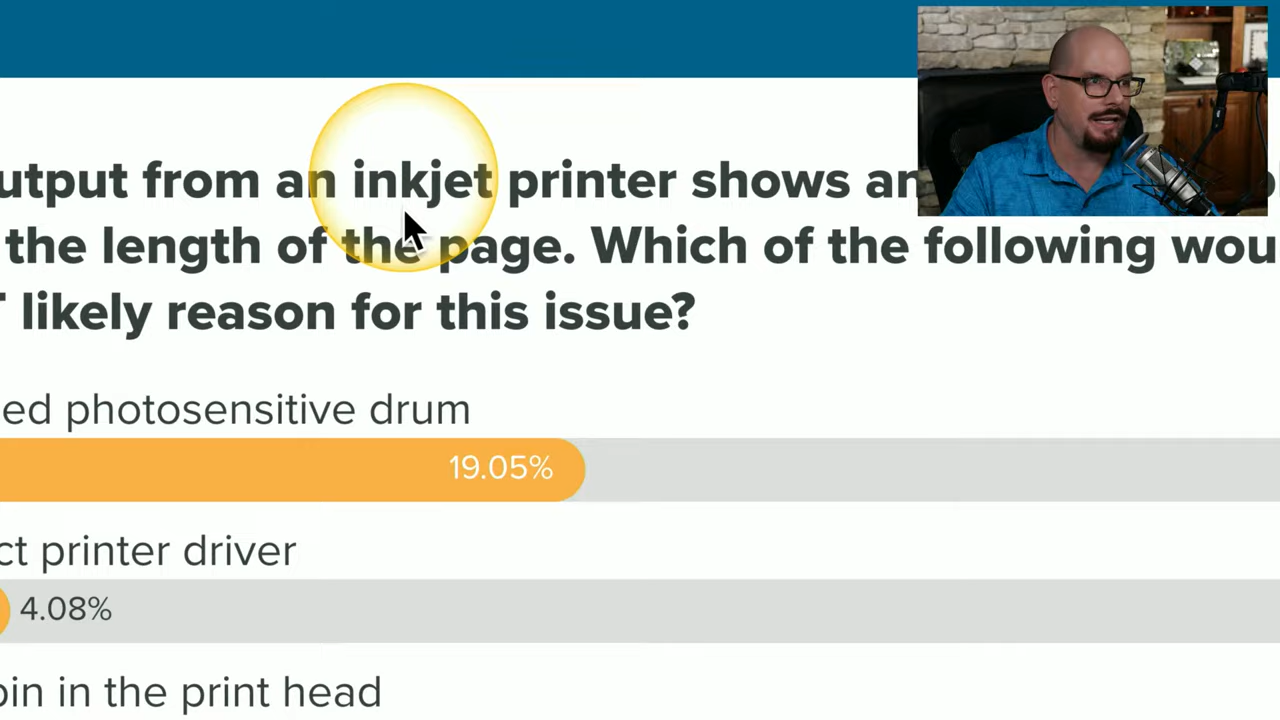 utput from an inkjet printer shows an
the length of the page. Which of the following wou
likely reason for this issue?
ed photosensitive drum
19.05%
ct printer driver
4.08%
pin in the print head